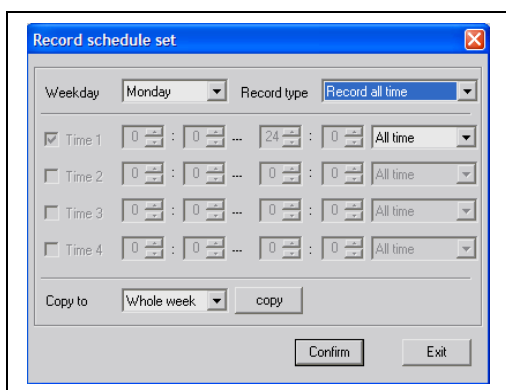 Record schedule set
Weekday Monday Record type Record all time
Time 1 0 : 0 ... 24 : 0 All time
Time 2 0 : 0 ... 0 : 0 All time
Time 3 0 : 0 ... 0 : 0 All time
Time 4 0 : 0 ... 0 : 0 All time
Copy to Whole week copy
Confirm Exit